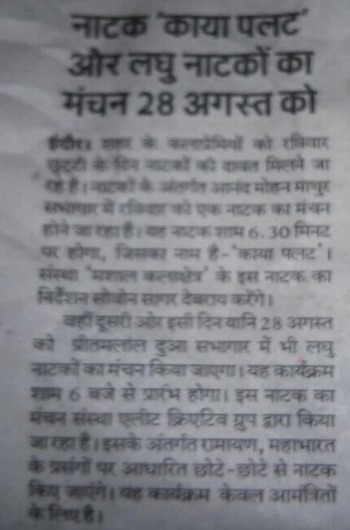 नाटक 'काया पलट'
और लघु नाटकों का
मंचन 28 अगस्त को
इंदौर। शहर के कलाप्रेमियों को रविवार
छुट्टी के दिन नाटकों की दावत मिलने जा
रही है। नाटकों के अंतर्गत आनंद मोहन माथुर
सभागार में रविवार को एक नाटक का मंचन
होने जा रहा है। यह नाटक शाम 6.30 मिनट
पर होगा, जिसका नाम है-'काया पलट'।
संस्था 'मशाल कलाक्षेत्र' के इस नाटक का
निर्देशन सागर देवराय करेंगे।
वहीं दूसरी ओर इसी दिन यानि 28 अगस्त
को प्रीतमलाल दुआ सभागार में भी लघु
नाटकों का मंचन किया जाएगा। यह कार्यक्रम
शाम 6 बजे से प्रारंभ होगा। इस नाटक का
मंचन संस्था एलीट क्रिएटिव ग्रुप द्वारा किया
जा रहा है। इसके अंतर्गत रामायण, महाभारत
के प्रसंगों पर आधारित छोटे-छोटे से नाटक
किए जाएंगे। यह कार्यक्रम केवल आमंत्रितों
के लिए है।